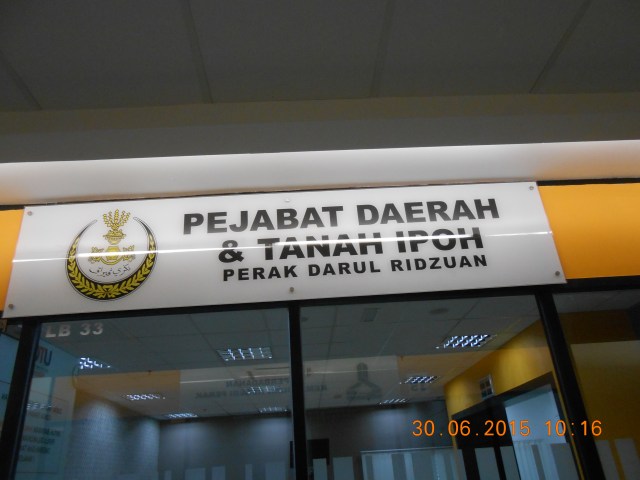 PEJABAT DAERAH
& TANAH IPOH
PERAK DARUL RIDZUAN
LB 33
30.06.2015 10:16